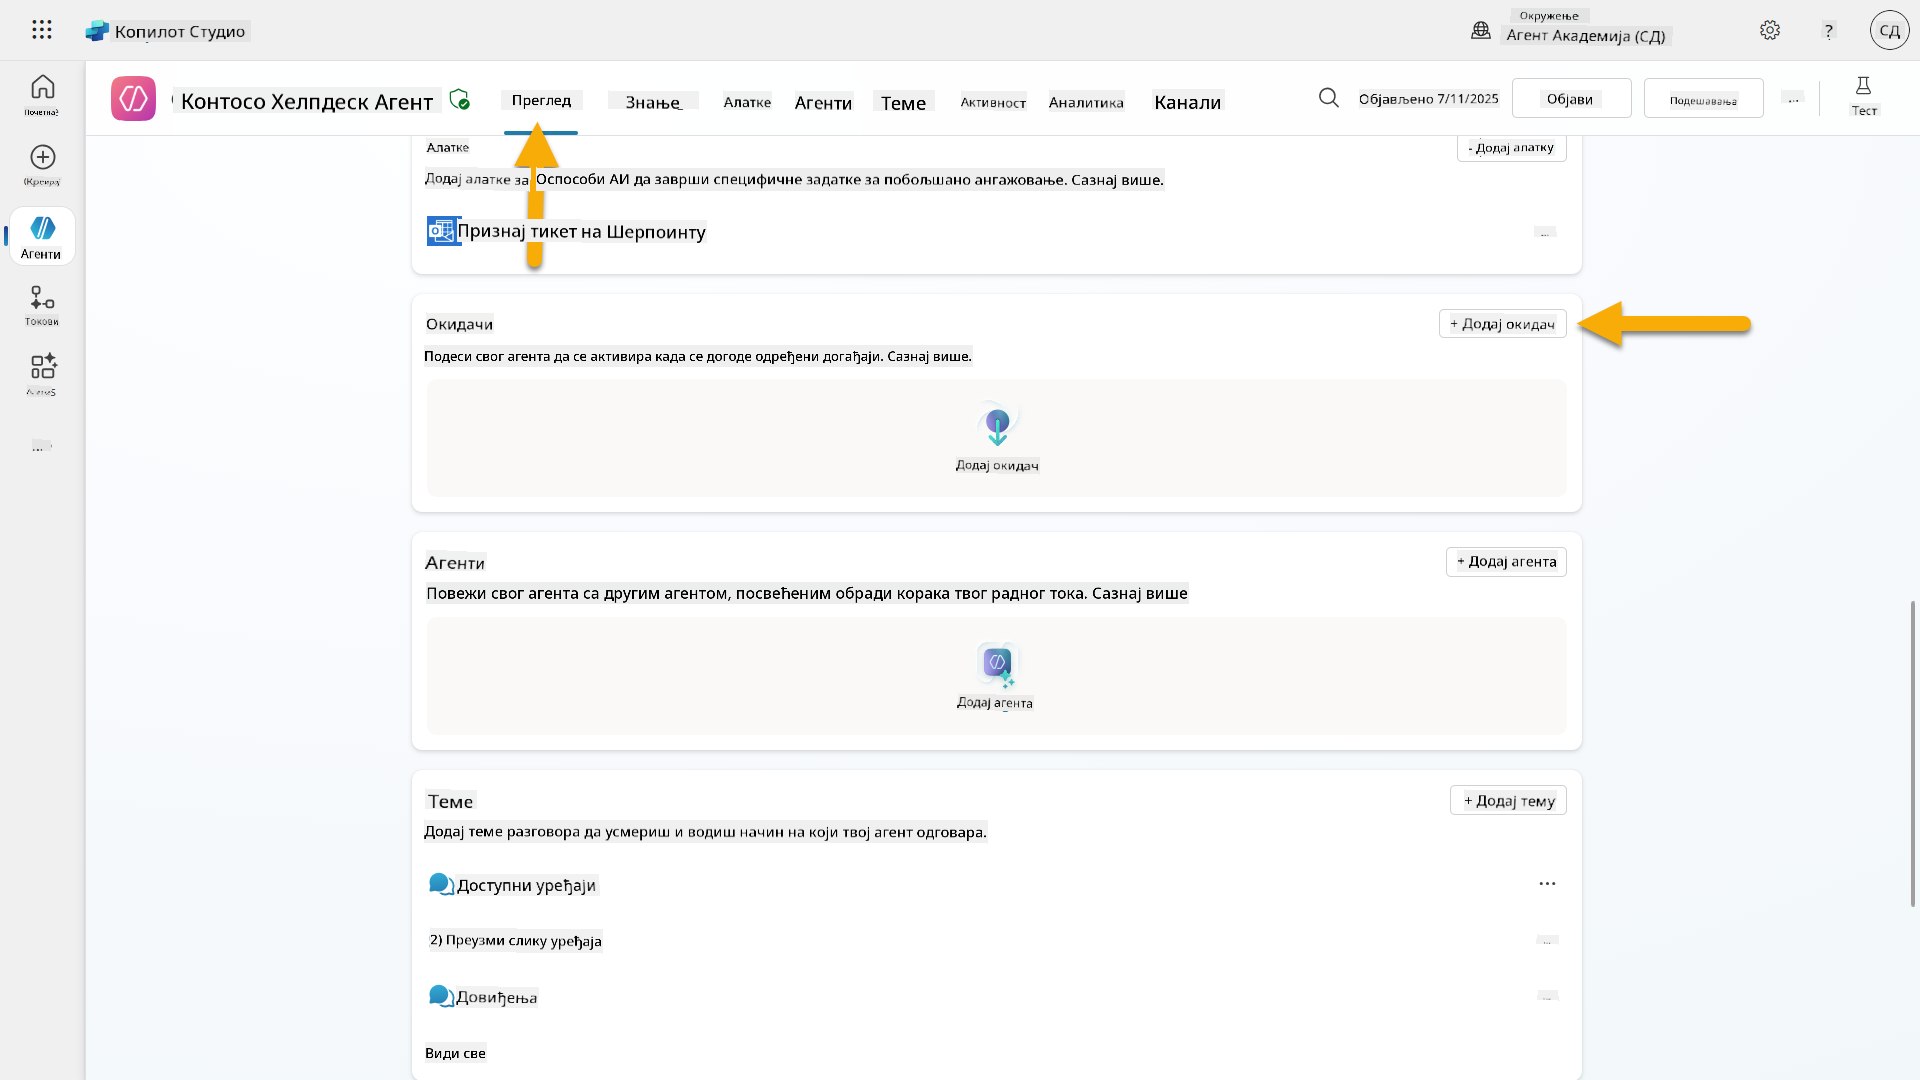 Копилот Студио
Окружење
Агент Академија (СД)
?
СД
Контосо Хелпдеск Агент
Преглед
Знање
Алатке
Агенти
Теме
Активност
Аналитика
Канали
Објављено 7/11/2025
Објави
Подешавања
...
Тест
Агенти
Токови
...
Алатке
- Додај алатку
Додај алатке за Оспособи АИ да заврши специфичне задатке за побољшано ангажовање. Сазнај више.
Признај тикет на Шерпоинту
...
Окидачи
+ Додај окидач
Подеси свог агента да се активира када се догоде одређени догађаји. Сазнај више.
Додај окидач
Агенти
+ Додај агента
Повежи свог агента са другим агентом, посвећеним обради корака твог радног тока. Сазнај више
Додај агента
Теме
+ Додај тему
Додај теме разговора да усмериш и водиш начин на који твој агент одговара.
Доступни уређаји
...
2) Преузми слику уређаја
...
Довиђења
...
Види све